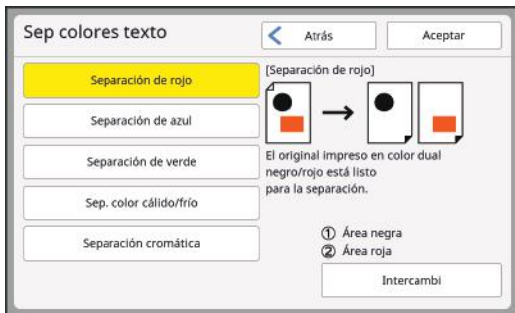 Sep colores texto
Atrás
Aceptar
Separación de rojo
Separación de azul
Separación de verde
Sep. color cálido/frío
Separación cromática
[Separación de rojo]
El original impreso en color dual
negro/rojo está listo
para la separación.
① Área negra
② Área roja
Intercambi